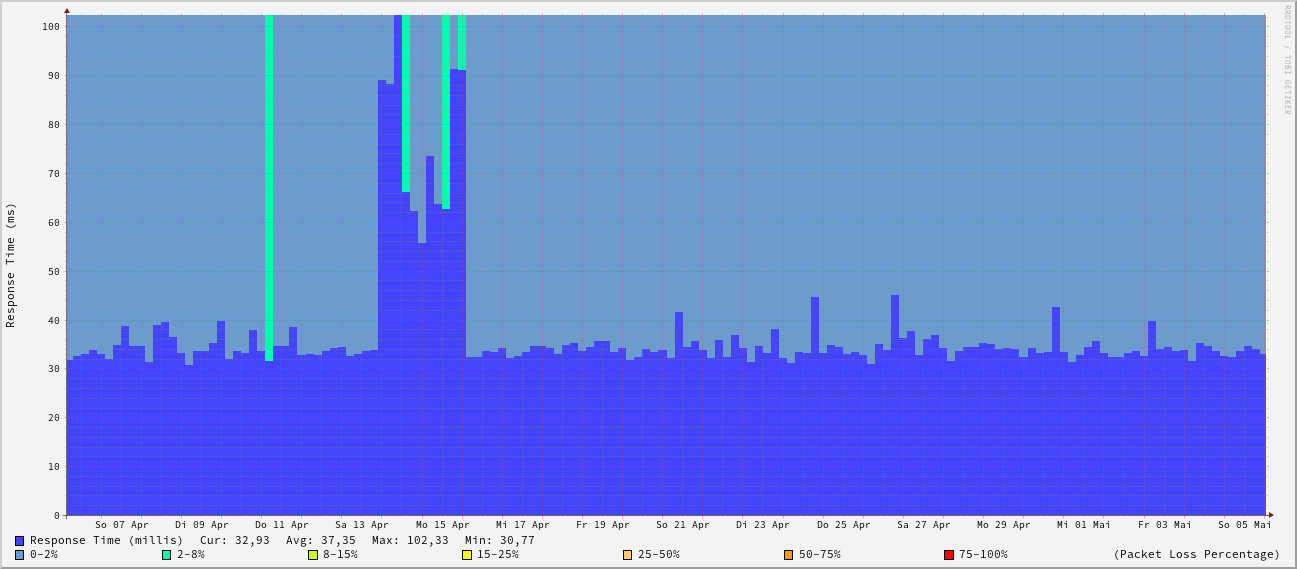 RRDTOOL / TOBI OETIKER
Response Time (ms)
100
90
80
70
60
50
40
30
20
10
0
So 07 Apr Di 09 Apr Do 11 Apr Sa 13 Apr Mo 15 Apr Mi 17 Apr Fr 19 Apr So 21 Apr Di 23 Apr Do 25 Apr Sa 27 Apr Mo 29 Apr Mi 01 Mai Fr 03 Mai So 05 Mai
Response Time (millis) Cur: 32,93 Avg: 37,35 Max: 102,33 Min: 30,77
0-2% 2-8% 8-15% 15-25% 25-50% 50-75% 75-100% (Packet Loss Percentage)